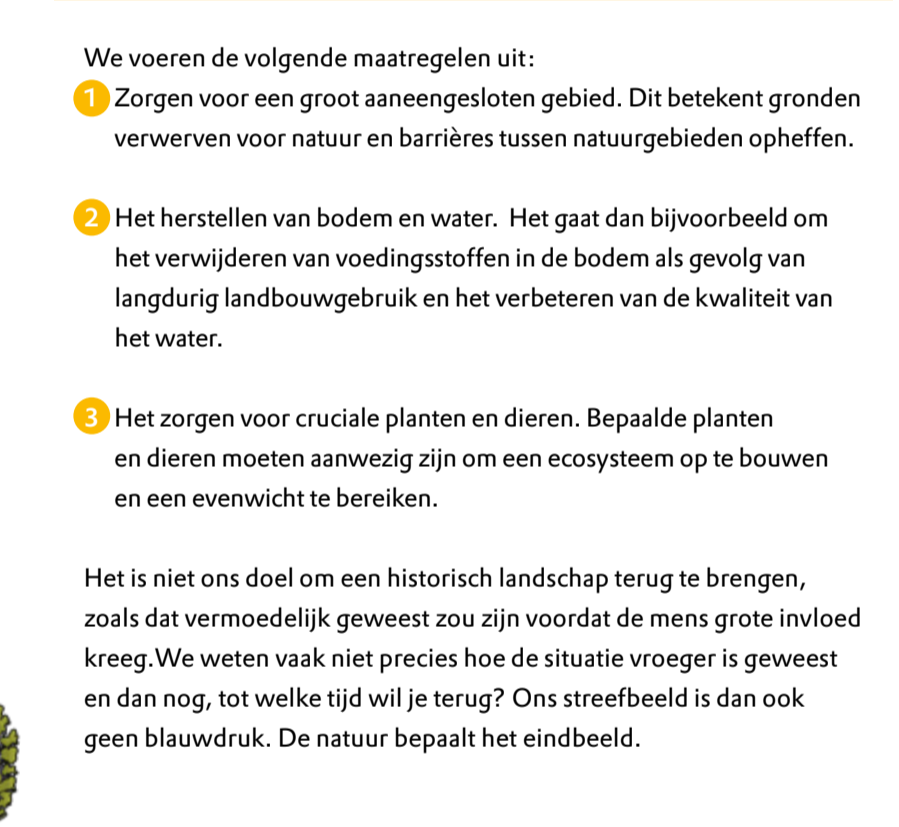 We voeren de volgende maatregelen uit:
1 Zorgen voor een groot aaneengesloten gebied. Dit betekent gronden
verwerven voor natuur en barrières tussen natuurgebieden opheffen.
2 Het herstellen van bodem en water. Het gaat dan bijvoorbeeld om
het verwijderen van voedingsstoffen in de bodem als gevolg van
langdurig landbouwgebruik en het verbeteren van de kwaliteit van
het water.
3 Het zorgen voor cruciale planten en dieren. Bepaalde planten
en dieren moeten aanwezig zijn om een ecosysteem op te bouwen
en een evenwicht te bereiken.
Het is niet ons doel om een historisch landschap terug te brengen,
zoals dat vermoedelijk geweest zou zijn voordat de mens grote invloed
kreeg.We weten vaak niet precies hoe de situatie vroeger is geweest
en dan nog, tot welke tijd wil je terug? Ons streefbeeld is dan ook
geen blauwdruk. De natuur bepaalt het eindbeeld.